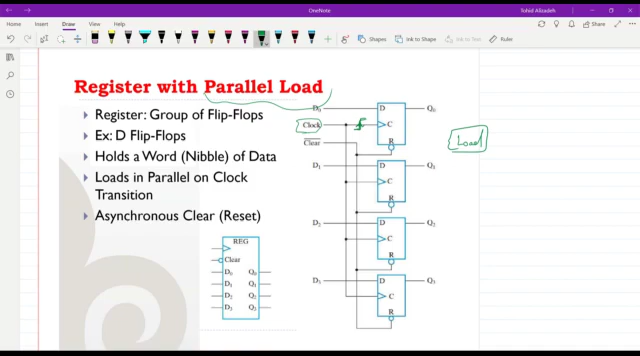 OneNote
Tohid Alizadeh
File
Home
Insert
Draw
View
Help
Share
Shapes
Ink to Shape
Ink to Text
Ruler
Register with Parallel Load
Register: Group of Flip-Flops
Ex: D Flip-Flops
Holds a Word (Nibble) of Data
Loads in Parallel on Clock
Transition
Asynchronous Clear (Reset)
REG
Clear
D0 Q0
D1 Q1
D2 Q2
D3 Q3
D0 D Q0
Clock C
Clear R
D1 D Q1
C
R
D2 D Q2
C
R
D3 D Q3
C
R
Load